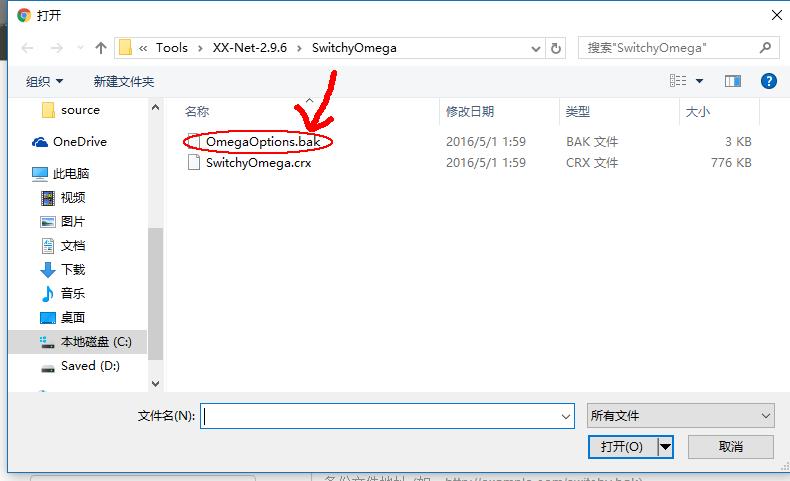 打开
« Tools > XX-Net-2.9.6 > SwitchyOmega
搜索"SwitchyOmega"
组织 新建文件夹
名称 修改日期 类型 大小
source
OneDrive
此电脑
视频
图片
文档
下载
音乐
桌面
本地磁盘 (C:)
Saved (D:)
OmegaOptions.bak 2016/5/1 1:59 BAK 文件 3 KB
SwitchyOmega.crx 2016/5/1 1:59 CRX 文件 776 KB
文件名(N):
所有文件
打开(O) 取消